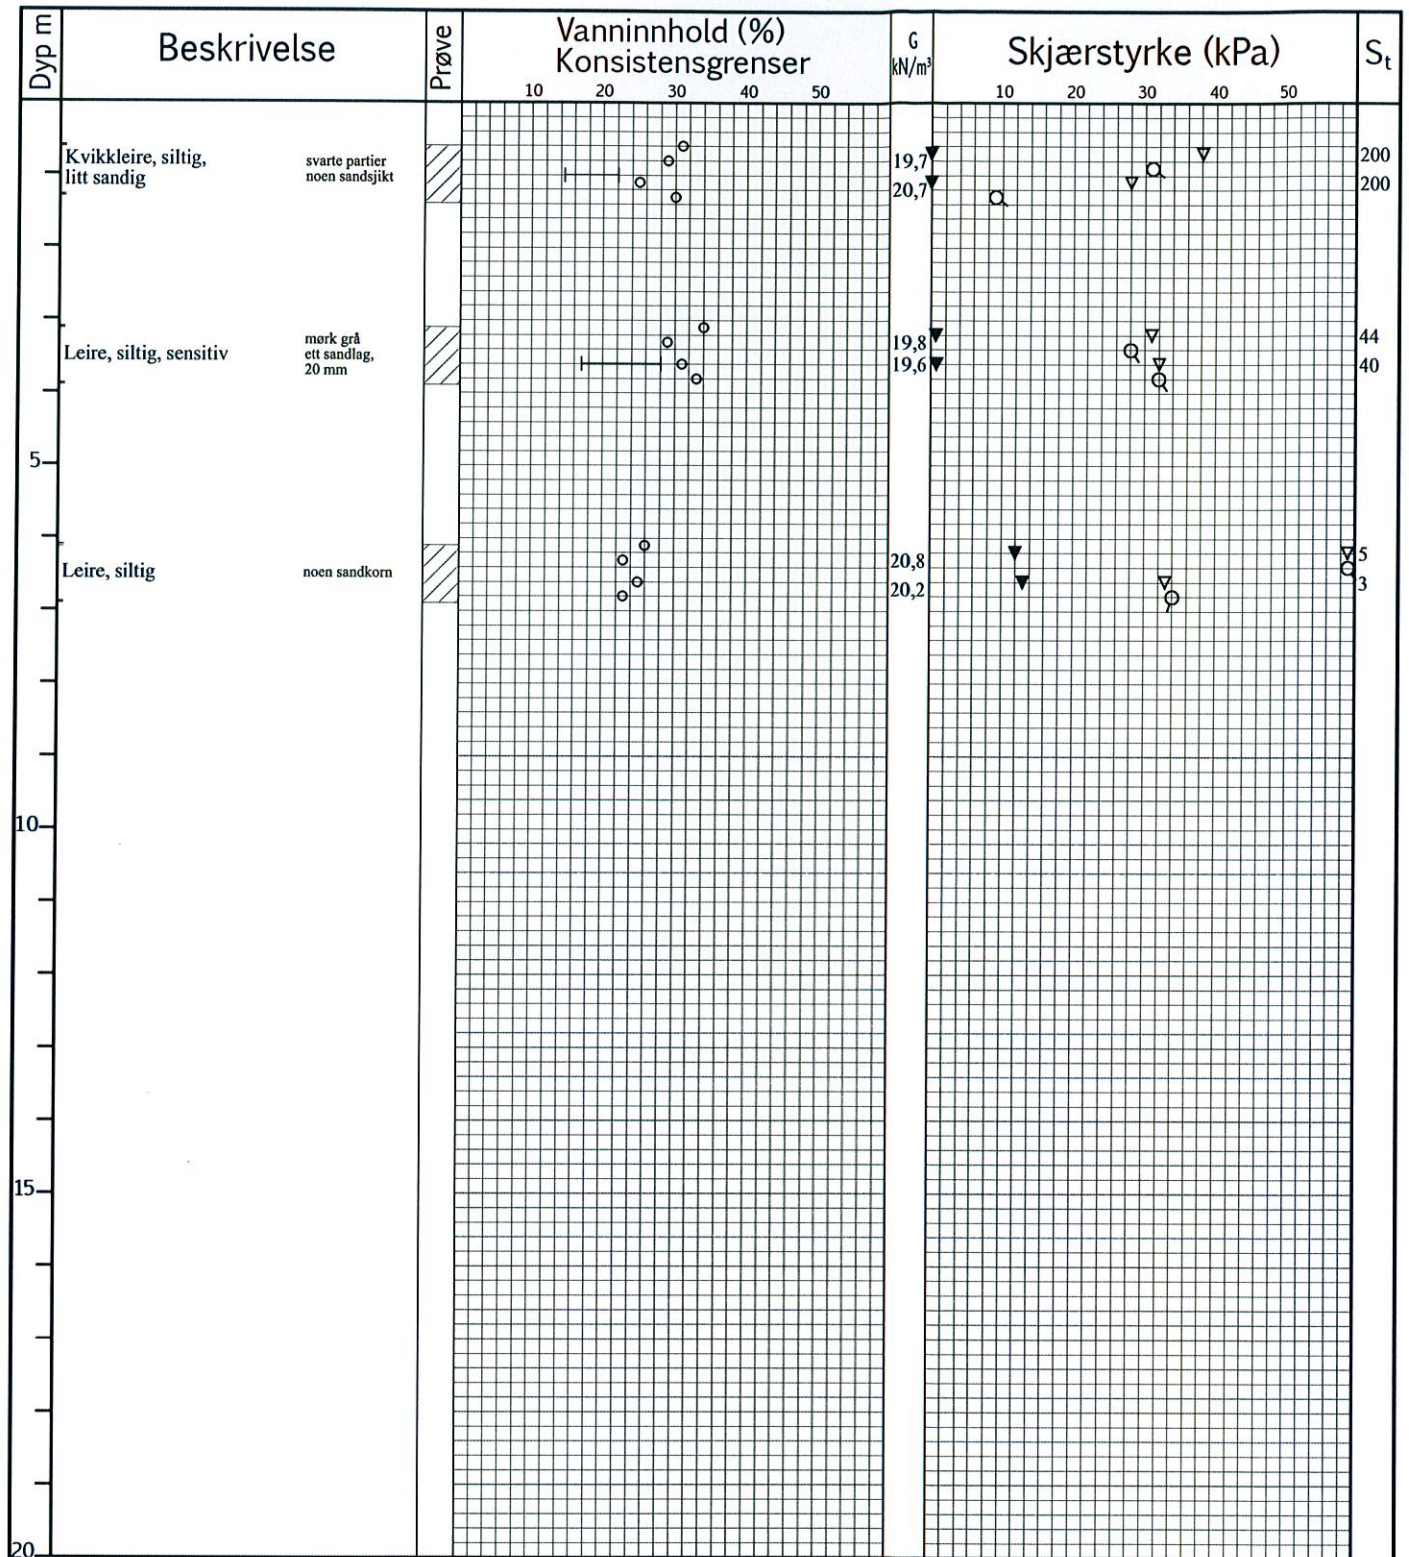 Dyp m
Beskrivelse
Prøve
Vanninnhold (%)
Konsistensgrenser
10 20 30 40 50
G
kN/m³
Skjærstyrke (kPa)
10 20 30 40 50
St
Kvikkleire, siltig,
litt sandig
svarte partier
noen sandsjikt
19,7
20,7
200
200
Leire, siltig, sensitiv
mørk grå
ett sandlag,
20 mm
19,8
19,6
44
40
5
Leire, siltig
noen sandkorn
20,8
20,2
5
3
10
15
20